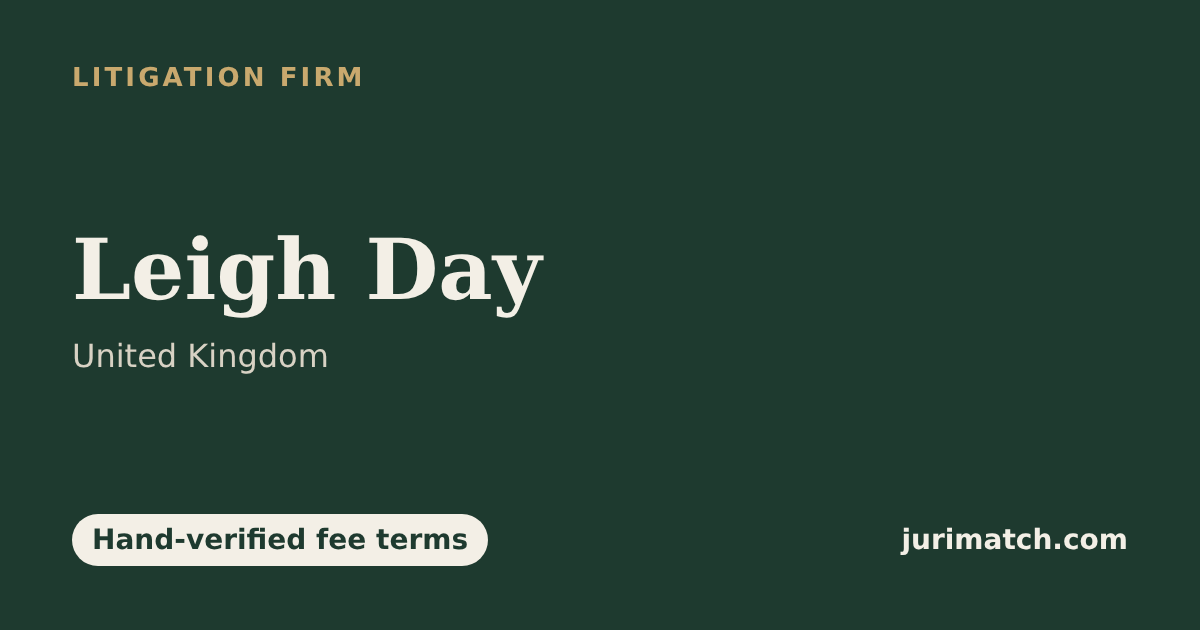 LITIGATION FIRM
Leigh Day
United Kingdom
Hand-verified fee terms
jurimatch.com